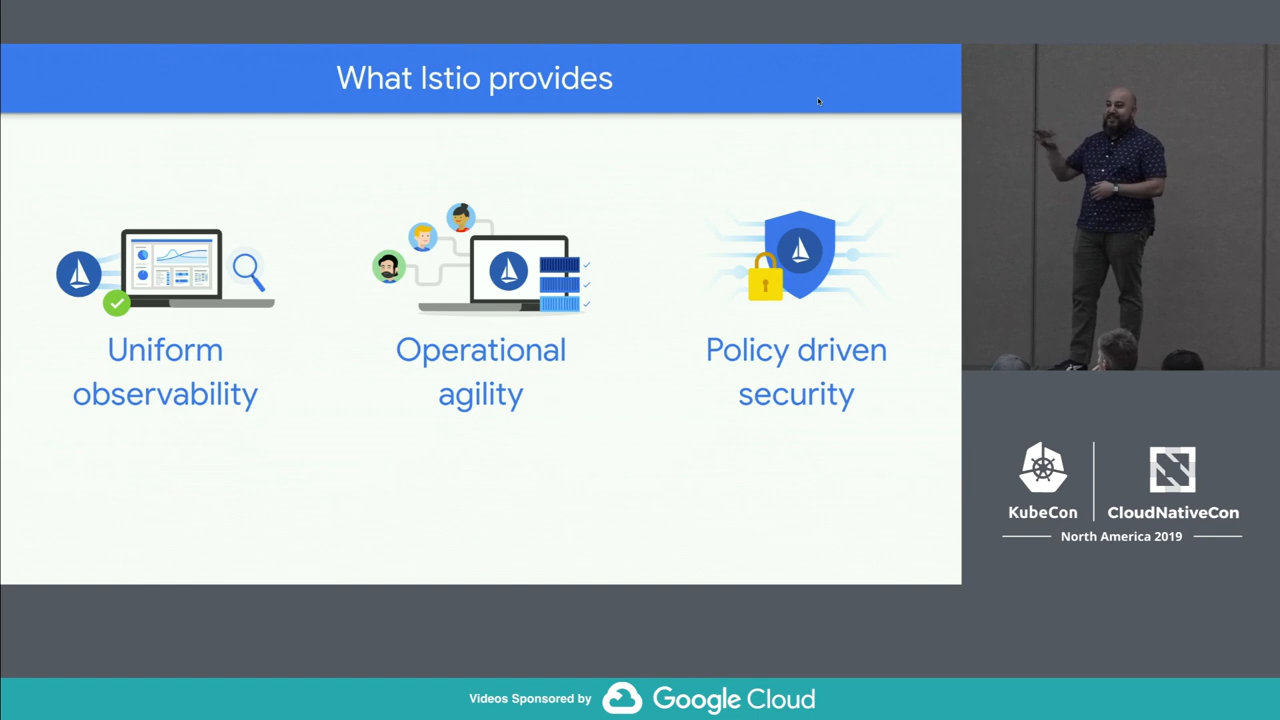 What Istio provides
Uniform
observability
Operational
agility
Policy driven
security
KubeCon
CloudNativeCon
North America 2019
Videos Sponsored by
Google Cloud